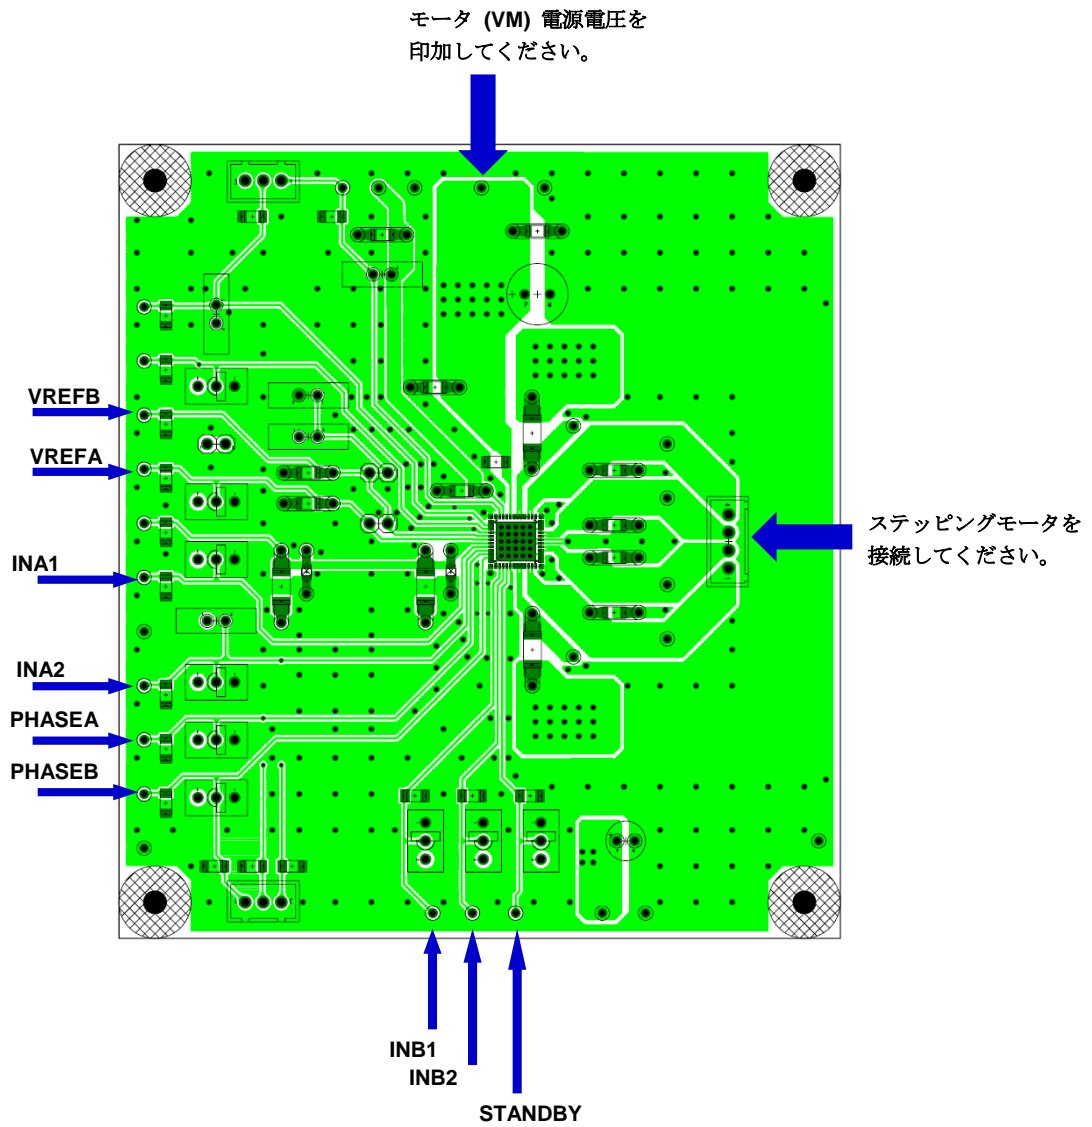 モータ (VM) 電源電圧を
印加してください。
VREFB
VREFA
ステッピングモータを
接続してください。
INA1
INA2
PHASEA
PHASEB
INB1
INB2
STANDBY